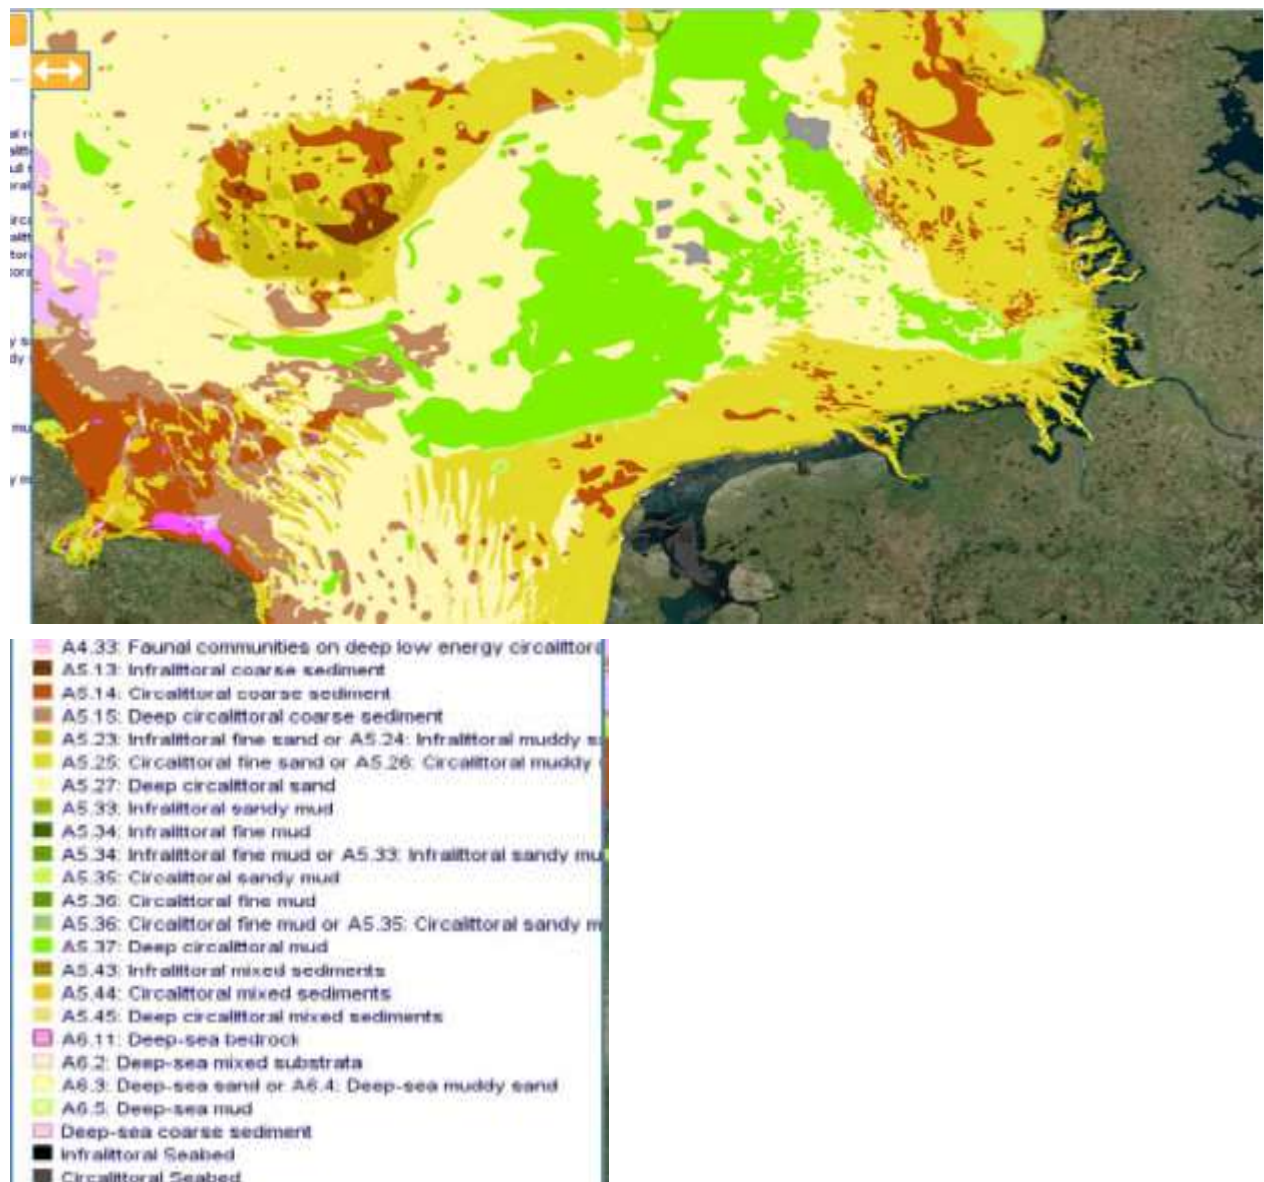 A4.33: Faunal communities on deep low energy circalittora
A5.13: Infralittoral coarse sediment
A5.14: Circalittoral coarse sediment
A5.15: Deep circalittoral coarse sediment
A5.23: Infralittoral fine sand or A5.24: Infralittoral muddy s
A5.25: Circalittoral fine sand or A5.26: Circalittoral muddy
A5.27: Deep circalittoral sand
A5.33: Infralittoral sandy mud
A5.34: Infralittoral fine mud
A5.34: Infralittoral fine mud or A5.33: Infralittoral sandy mu
A5.35: Circalittoral sandy mud
A5.36: Circalittoral fine mud
A5.36: Circalittoral fine mud or A5.35: Circalittoral sandy m
A5.37: Deep circalittoral mud
A5.43: Infralittoral mixed sediments
A5.44: Circalittoral mixed sediments
A5.45: Deep circalittoral mixed sediments
A6.11: Deep-sea bedrock
A6.2: Deep-sea mixed substrata
A6.3: Deep-sea sand or A6.4: Deep-sea muddy sand
A6.5: Deep-sea mud
Deep-sea coarse sediment
Infralittoral Seabed
Circalittoral Seabed